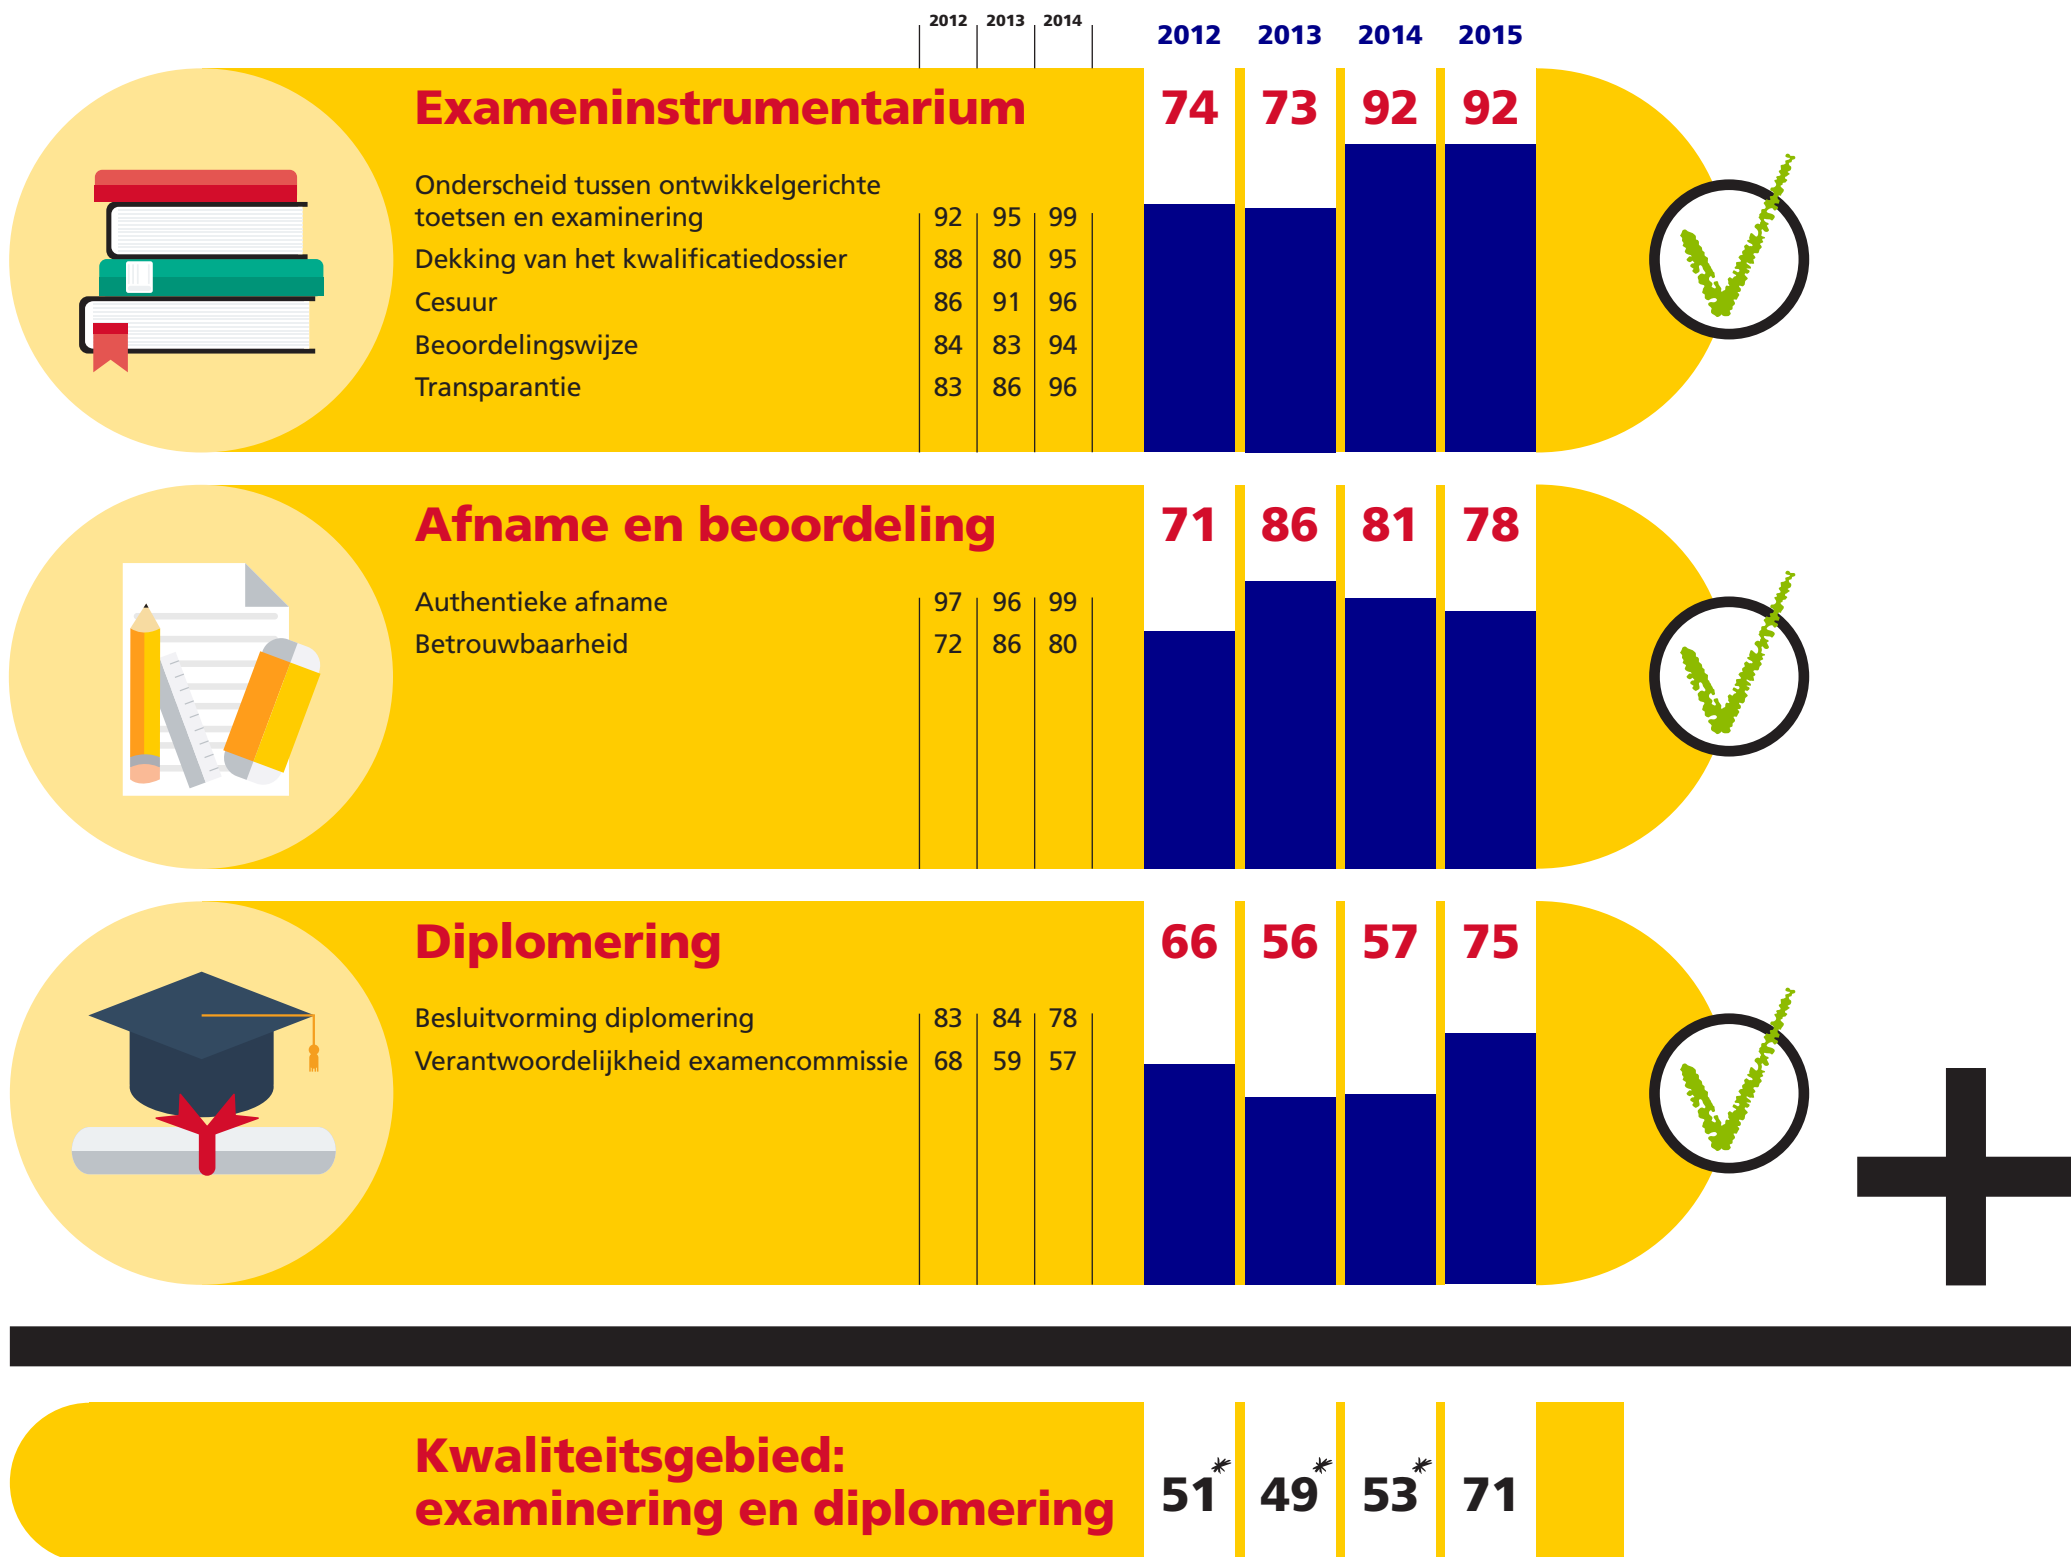 2012 2013 2014
2012 2013 2014 2015
Exameninstrumentarium 74 73 92 92
Onderscheid tussen ontwikkelgerichte
toetsen en examinering 92 95 99
Dekking van het kwalificatiedossier 88 80 95
Cesuur 86 91 96
Beoordelingswijze 84 83 94
Transparantie 83 86 96
Afname en beoordeling 71 86 81 78
Authentieke afname 97 96 99
Betrouwbaarheid 72 86 80
Diplomering 66 56 57 75
Besluitvorming diplomering 83 84 78
Verantwoordelijkheid examencommissie 68 59 57
Kwaliteitsgebied:
examinering en diplomering 51* 49* 53* 71